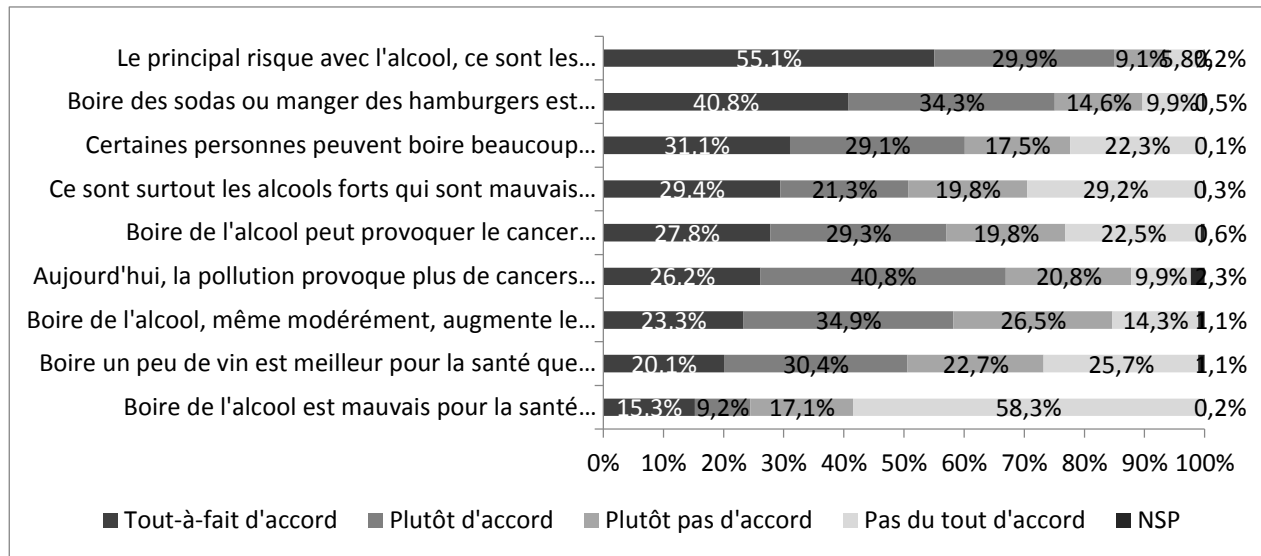 Le principal risque avec l'alcool, ce sont les… 55.1% 29,9% 9,1% 5,8% 0,2%
Boire des sodas ou manger des hamburgers est… 40.8% 34,3% 14,6% 9,9% 0,5%
Certaines personnes peuvent boire beaucoup… 31.1% 29,1% 17,5% 22,3% 0,1%
Ce sont surtout les alcools forts qui sont mauvais… 29.4% 21,3% 19,8% 29,2% 0,3%
Boire de l'alcool peut provoquer le cancer… 27.8% 29,3% 19,8% 22,5% 0,6%
Aujourd'hui, la pollution provoque plus de cancers… 26.2% 40,8% 20,8% 9,9% 2,3%
Boire de l'alcool, même modérément, augmente le… 23.3% 34,9% 26,5% 14,3% 1,1%
Boire un peu de vin est meilleur pour la santé que… 20.1% 30,4% 22,7% 25,7% 1,1%
Boire de l'alcool est mauvais pour la santé… 15.3% 9,2% 17,1% 58,3% 0,2%
0% 10% 20% 30% 40% 50% 60% 70% 80% 90% 100%
Tout-à-fait d'accord Plutôt d'accord Plutôt pas d'accord Pas du tout d'accord NSP